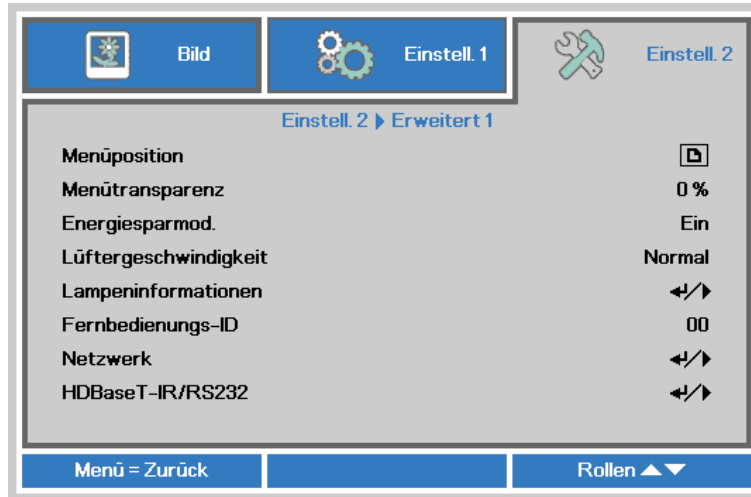 Bild Einstell. 1 Einstell. 2
Einstell. 2 ▶ Erweitert 1
Menüposition
Menütransparenz 0 %
Energiesparmod. Ein
Lüftergeschwindigkeit Normal
Lampeninformationen ↵/▶
Fernbedienungs-ID 00
Netzwerk ↵/▶
HDBaseT-IR/RS232 ↵/▶
Menü = Zurück Rollen ▲▼